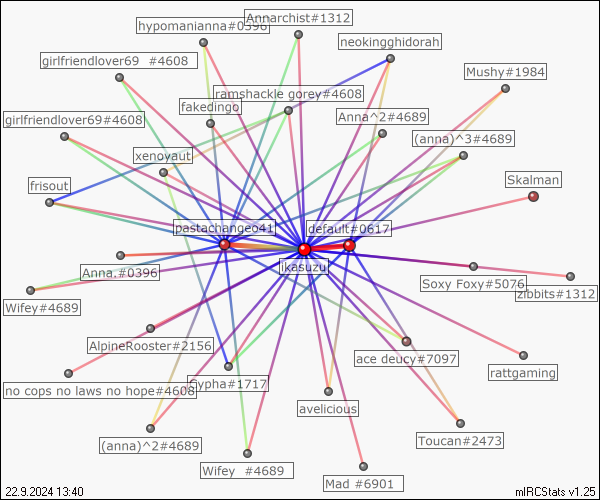 Annarchist#1312
hypomanianna#0396
neokingghidorah
girlfriendlover69 #4608
Mushy#1984
ramshackle gorey#4608
fakedingo
girlfriendlover69#4608
Anna^2#4689
(anna)^3#4689
xenoyaut
frisout
Skalman
pastachangeo41
default#0617
ikasuzu
Anna,#0396
Soxy Foxy#5076
zibbits#1312
Wifey#4689
Alpinerooster#2156
ace deucy#7097
rattgaming
no cops no laws no hope#4608
Cypha#1717
avelicious
(anna)^2#4689
Toucan#2473
Wifey #4689
Mad #6901
22.9.2024 13:40
mIRCStats v1.25